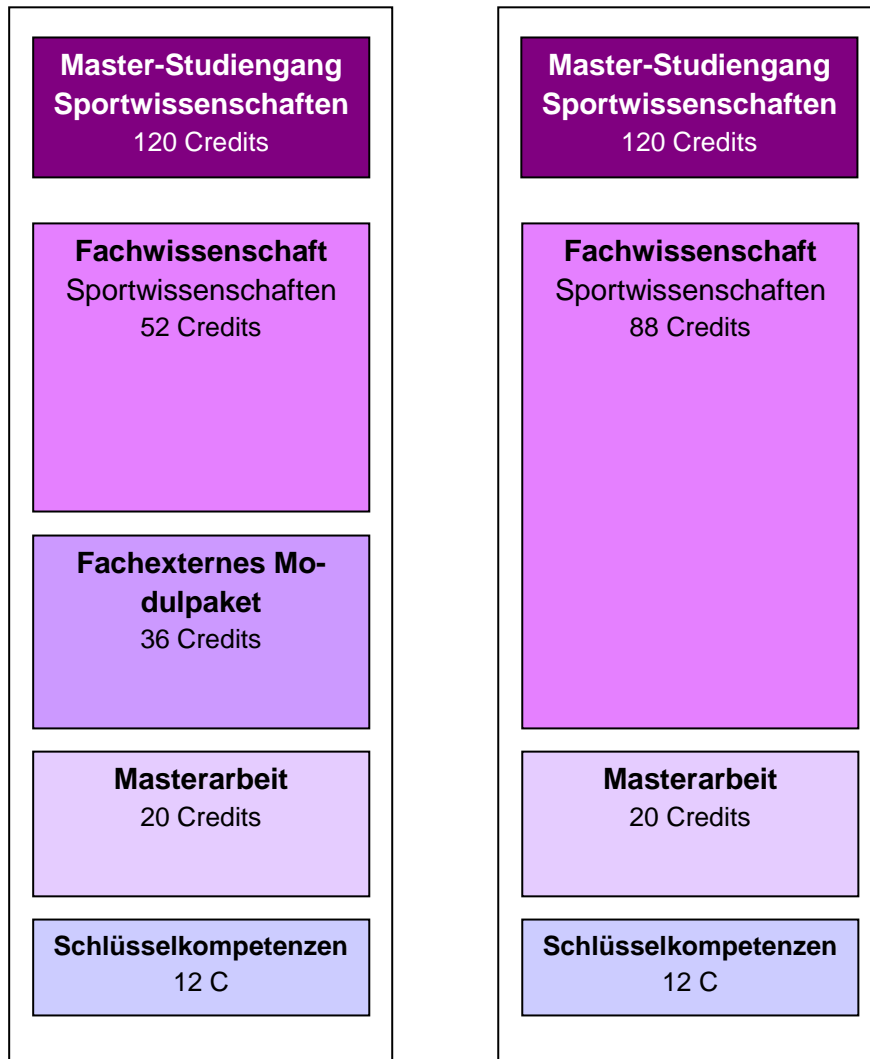 Master-Studiengang
Sportwissenschaften
120 Credits
Fachwissenschaft
Sportwissenschaften
52 Credits
Fachexternes Mo-
dulpaket
36 Credits
Masterarbeit
20 Credits
Schlüsselkompetenzen
12 C
Master-Studiengang
Sportwissenschaften
120 Credits
Fachwissenschaft
Sportwissenschaften
88 Credits
Masterarbeit
20 Credits
Schlüsselkompetenzen
12 C